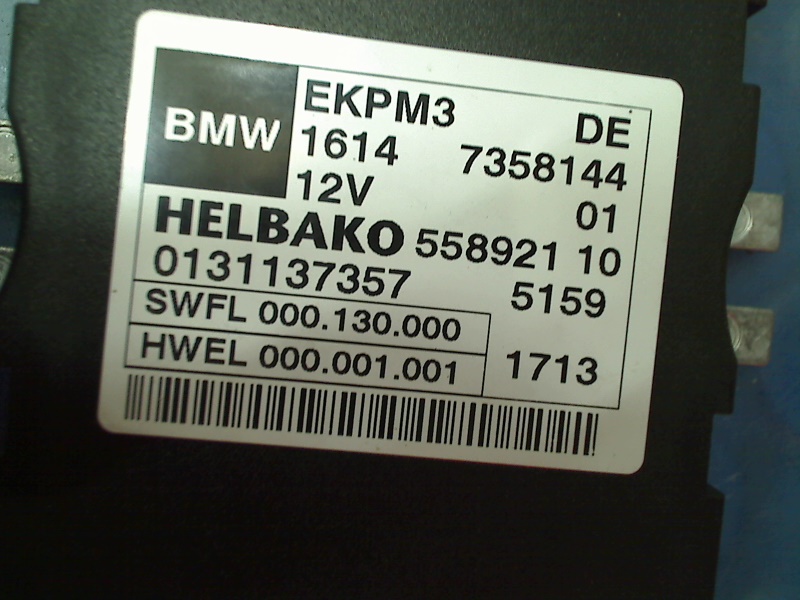 BMW
EKPM3 DE
1614 7358144
12V 01
HELBAKO 558921 10
0131137357 5159
SWFL 000.130.000
HWEL 000.001.001 1713